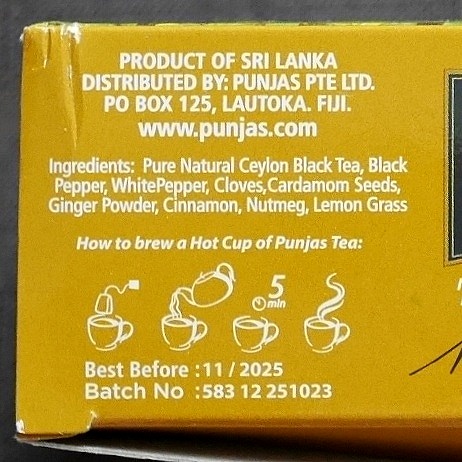 PRODUCT OF SRI LANKA
DISTRIBUTED BY: PUNJAS PTE LTD.
PO BOX 125, LAUTOKA. FIJI.
www.punjas.com
Ingredients: Pure Natural Ceylon Black Tea, Black
Pepper, WhitePepper, Cloves,Cardamom Seeds,
Ginger Powder, Cinnamon, Nutmeg, Lemon Grass
How to brew a Hot Cup of Punjas Tea:
5
min
Best Before : 11 / 2025
Batch No : 583 12 251023